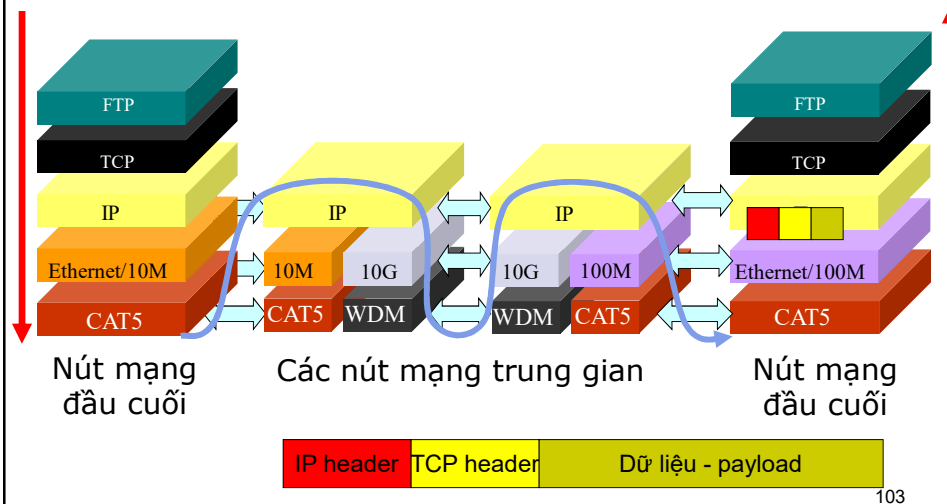 FTP
TCP
IP
Ethernet/10M
CAT5
IP
10M
10G
CAT5
WDM
IP
10G
100M
WDM
CAT5
FTP
TCP
Ethernet/100M
CAT5
Nút mạng
đầu cuối
Các nút mạng trung gian
Nút mạng
đầu cuối
IP header
TCP header
Dữ liệu - payload
103